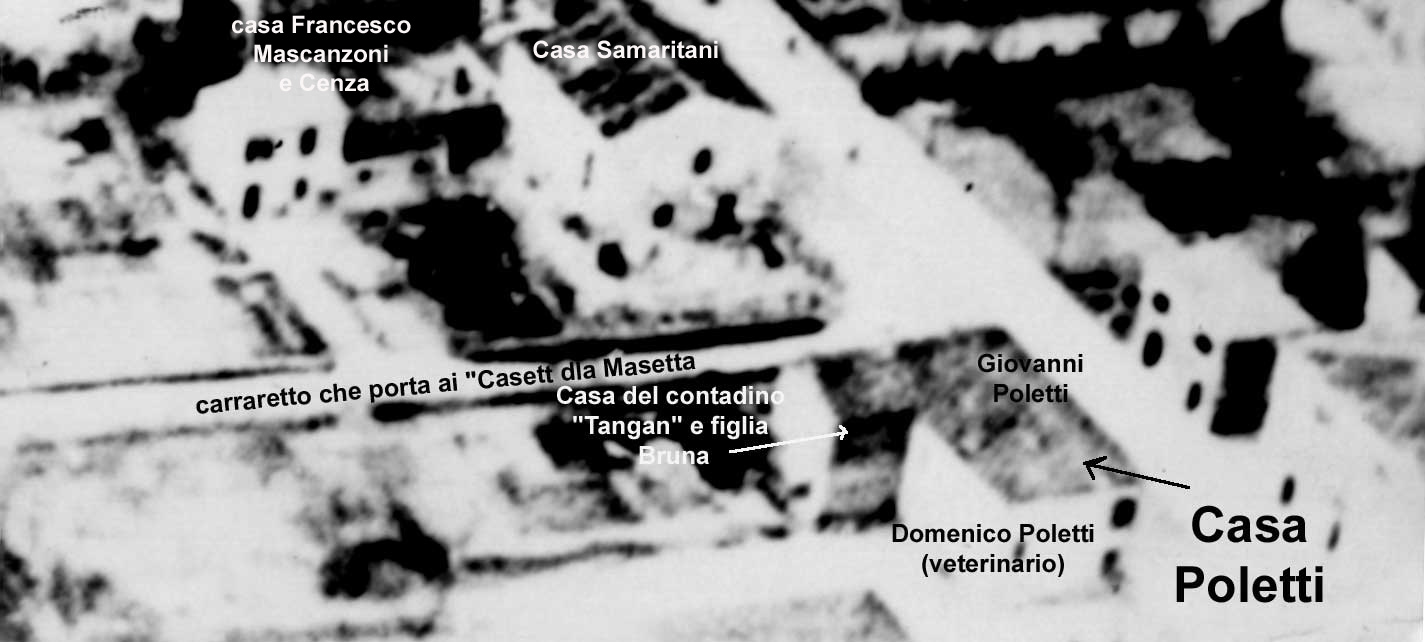 casa Francesco
Mascanzoni
e Cenza
Casa Samaritani
carraretto che porta ai "Casett dla Masetta
Casa del contadino
"Tangan" e figlia
Bruna
Giovanni
Poletti
Domenico Poletti
(veterinario)
Casa
Poletti